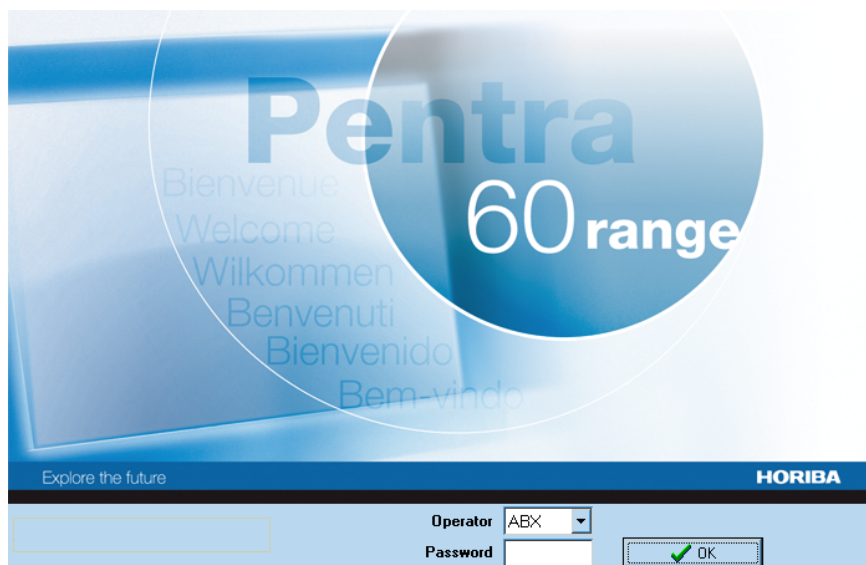 Pentra
60 range
Bienvenue
Welcome
Wilkommen
Benvenuti
Bienvenido
Bem-vindo
Explore the future
HORIBA
Operator ABX
Password
OK